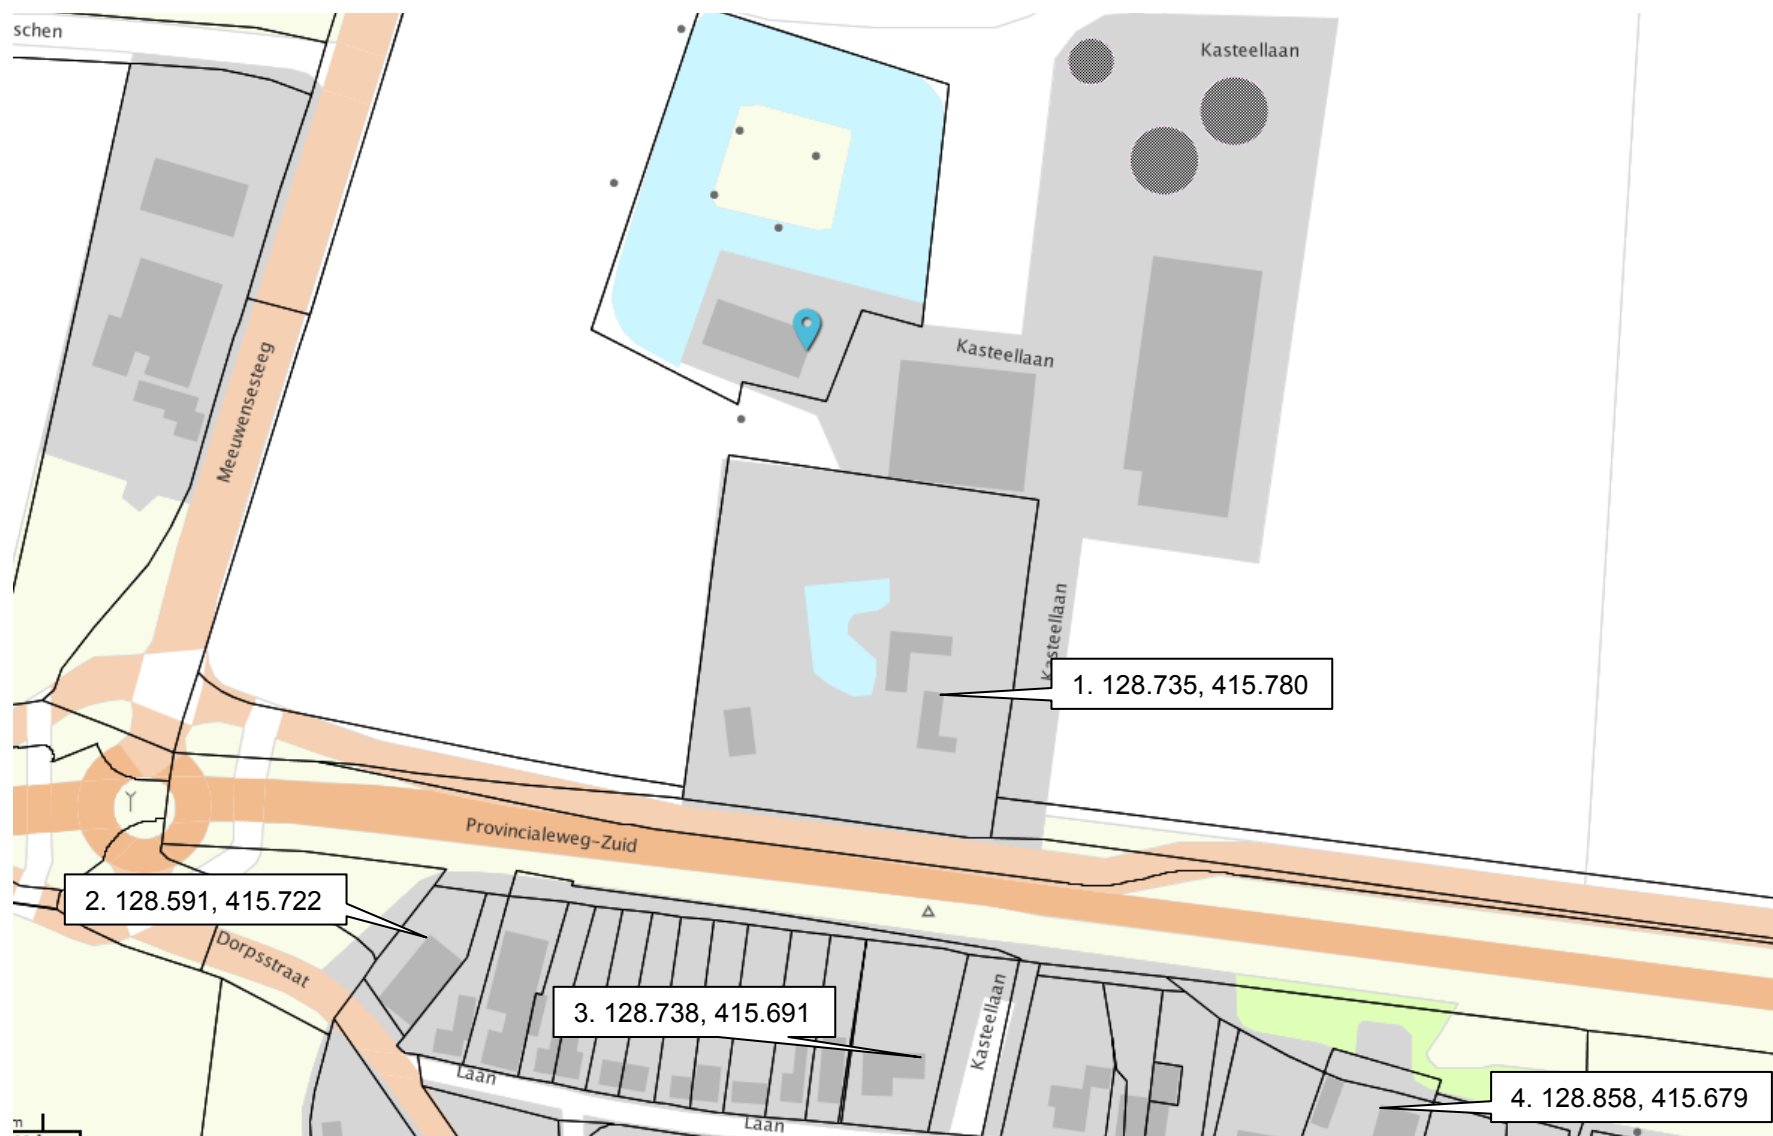 schen
Kasteellaan
Kasteellaan
Meeuwensesteeg
Kasteellaan
1. 128.735, 415.780
Provincialeweg-Zuid
2. 128.591, 415.722
Dorpsstraat
3. 128.738, 415.691
Kasteellaan
Laan
4. 128.858, 415.679
Laan
m